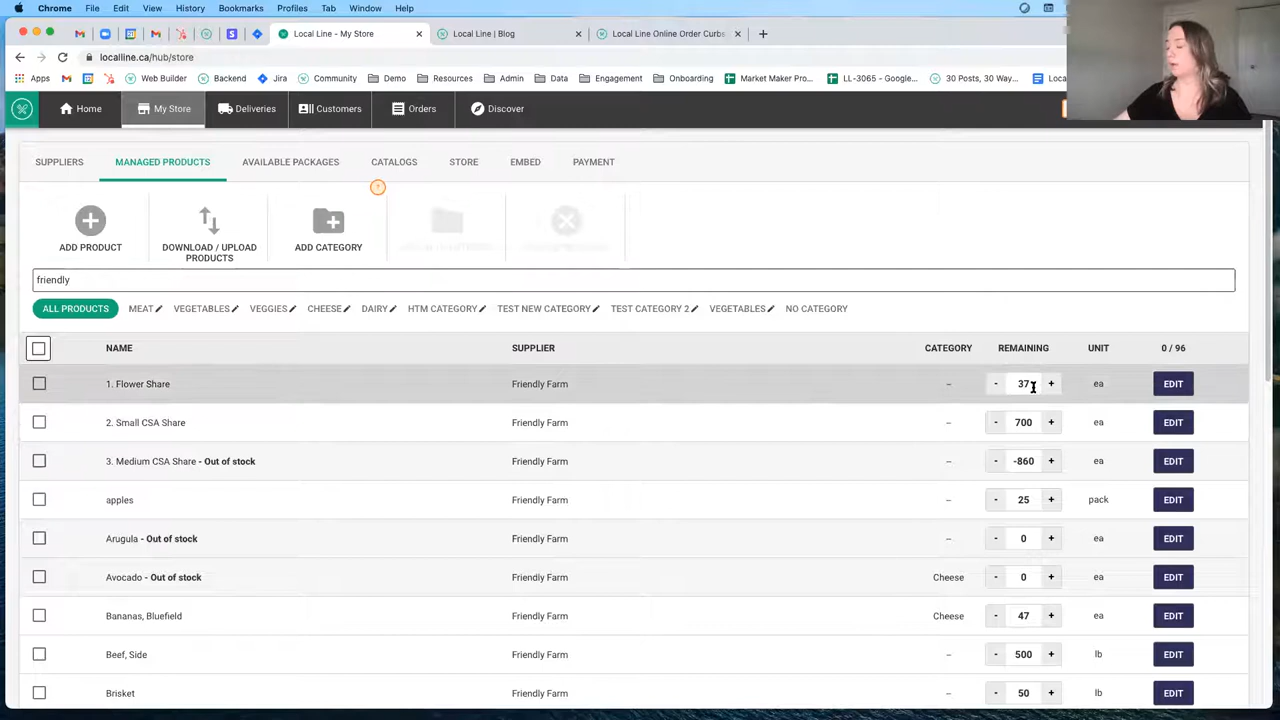 Chrome File Edit View History Bookmarks Profiles Tab Window Help
Local Line - My Store Local Line | Blog Local Line Online Order Curbs
localline.ca/hub/store
Apps Web Builder Backend Jira Community Demo Resources Admin Data Engagement Onboarding Market Maker Pro... LL-3065 - Google... 30 Posts, 30 Way... Loc
Home My Store Deliveries Customers Orders Discover
SUPPLIERS MANAGED PRODUCTS AVAILABLE PACKAGES CATALOGS STORE EMBED PAYMENT
ADD PRODUCT DOWNLOAD / UPLOAD PRODUCTS ADD CATEGORY
friendly
ALL PRODUCTS MEAT VEGETABLES VEGGIES CHEESE DAIRY HTM CATEGORY TEST NEW CATEGORY TEST CATEGORY 2 VEGETABLES NO CATEGORY
NAME SUPPLIER CATEGORY REMAINING UNIT 0 / 96
1. Flower Share Friendly Farm – - 37 + ea EDIT
2. Small CSA Share Friendly Farm – - 700 + ea EDIT
3. Medium CSA Share - Out of stock Friendly Farm – - -860 + ea EDIT
apples Friendly Farm – - 25 + pack EDIT
Arugula - Out of stock Friendly Farm – - 0 + ea EDIT
Avocado - Out of stock Friendly Farm Cheese - 0 + ea EDIT
Bananas, Bluefield Friendly Farm Cheese - 47 + ea EDIT
Beef, Side Friendly Farm – - 500 + lb EDIT
Brisket Friendly Farm – - 50 + lb EDIT